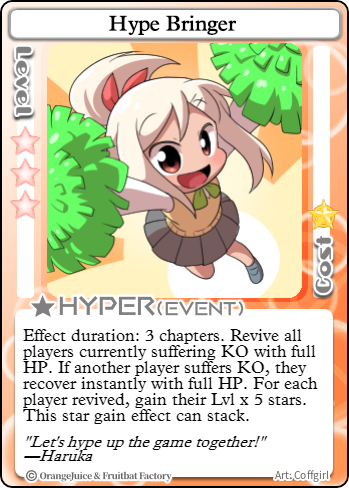 Hype Bringer
Level
Cost
HYPER(EVENT)
Effect duration: 3 chapters. Revive all
players currently suffering KO with full
HP. If another player suffers KO, they
recover instantly with full HP. For each
player revived, gain their Lvl x 5 stars.
This star gain effect can stack.
"Let's hype up the game together!"
—Haruka
© OrangeJuice & Fruitbat Factory
Art: Coffgirl